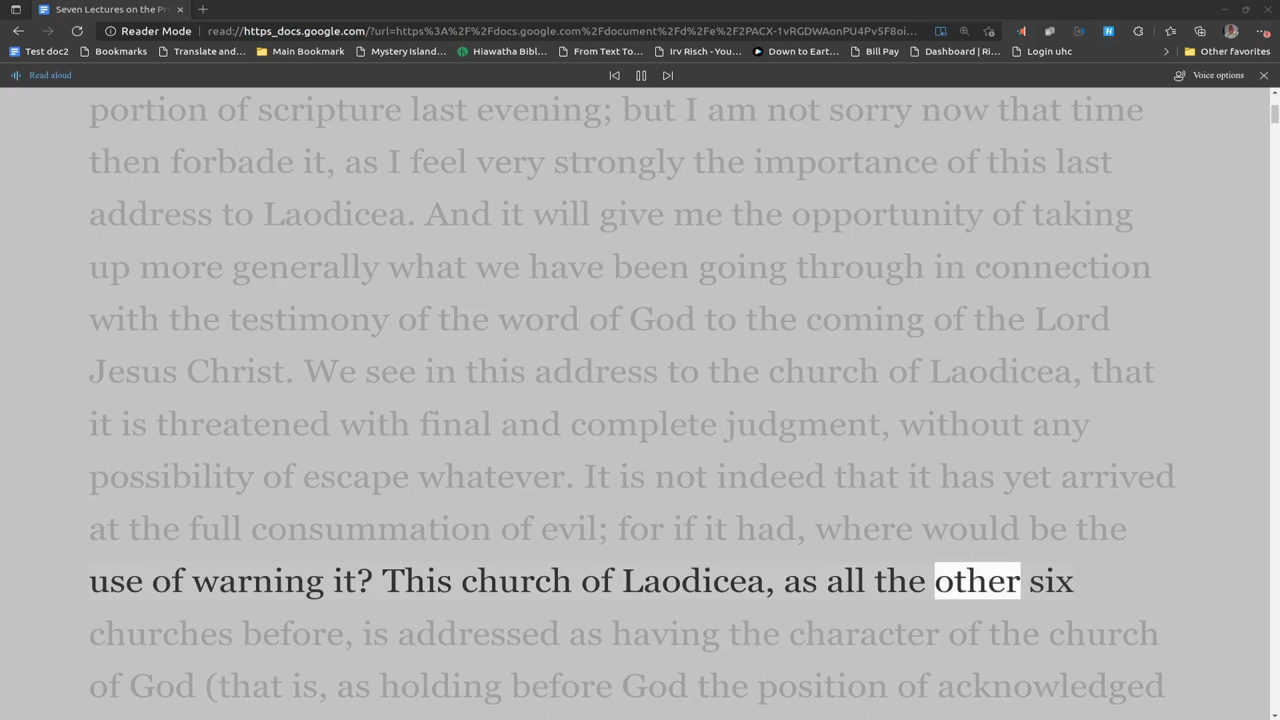 Seven Lectures on the Pr
Reader Mode
read://https_docs.google.com/?url=https%3A%2F%2Fdocs.google.com%2Fdocument%2Fd%2Fe%2F2PACX-1vRGDWAonPU4Pv5F8oi...
Test doc2 Bookmarks Translate and... Main Bookmark Mystery Island... Hiawatha Bibl... From Text To... Irv Risch - You... Down to Eart... Bill Pay Dashboard | Ri... Login uhc Other favorites
Read aloud Voice options
portion of scripture last evening; but I am not sorry now that time
then forbade it, as I feel very strongly the importance of this last
address to Laodicea. And it will give me the opportunity of taking
up more generally what we have been going through in connection
with the testimony of the word of God to the coming of the Lord
Jesus Christ. We see in this address to the church of Laodicea, that
it is threatened with final and complete judgment, without any
possibility of escape whatever. It is not indeed that it has yet arrived
at the full consummation of evil; for if it had, where would be the
use of warning it? This church of Laodicea, as all the other six
churches before, is addressed as having the character of the church
of God (that is, as holding before God the position of acknowledged